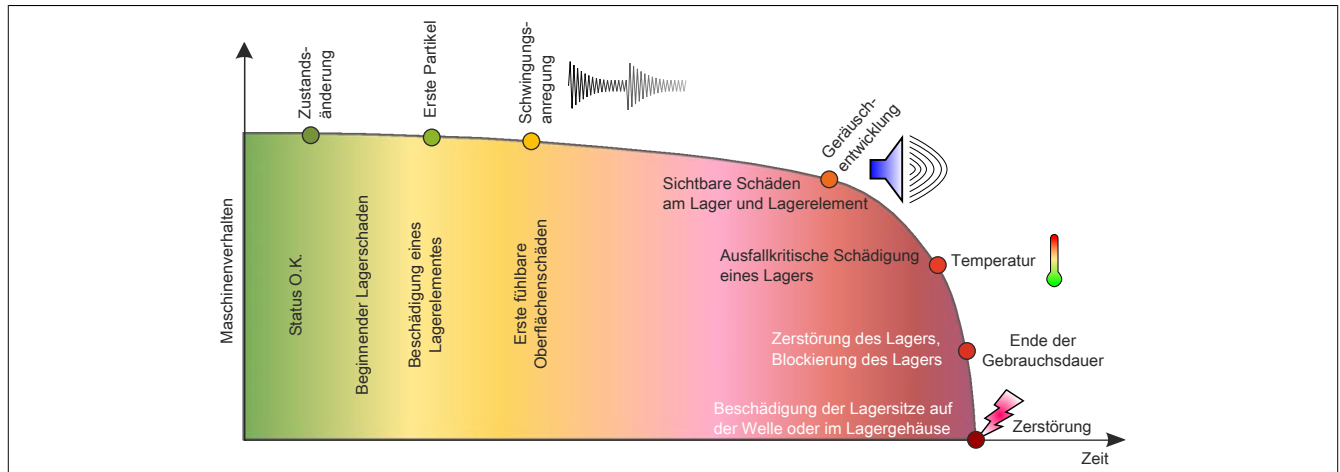 Zustands-
änderung
Erste Partikel
Schwingungs-
anregung
Geräusch-
entwicklung
Sichtbare Schäden
am Lager und Lagerelement
Maschinenverhalten
Status O.K.
Beginnender Lagerschaden
Beschädigung eines
Lagerelementes
Erste fühlbare
Oberflächenschäden
Ausfallkritische Schädigung
eines Lagers
Temperatur
Zerstörung des Lagers,
Blockierung des Lagers
Ende der
Gebrauchsdauer
Beschädigung der Lagersitze auf
der Welle oder im Lagergehäuse
Zerstörung
Zeit